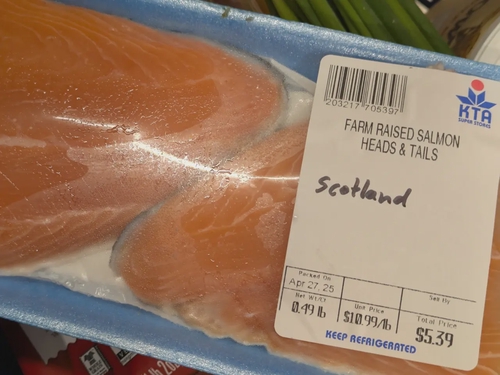 203217 705397
KTA
SUPER STORES
FARM RAISED SALMON
HEADS & TAILS
Scotland
Packed On
Apr 27, 25
Sell By
Net Wt/Ct
0.49 lb
Unit Price
$10.99/lb
Total Price
$5.39
KEEP REFRIGERATED